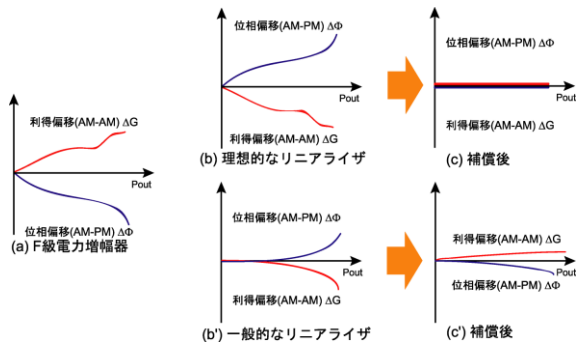 利得偏移(AM-AM) ΔG
Pout
位相偏移(AM-PM) ΔΦ
(a) F級電力増幅器
位相偏移(AM-PM) ΔΦ
Pout
利得偏移(AM-AM) ΔG
(b) 理想的なリニアライザ
位相偏移(AM-PM) ΔΦ
Pout
利得偏移(AM-AM) ΔG
(c) 補償後
位相偏移(AM-PM) ΔΦ
Pout
利得偏移(AM-AM) ΔG
(b') 一般的なリニアライザ
利得偏移(AM-AM) ΔG
Pout
位相偏移(AM-PM) ΔΦ
(c') 補償後